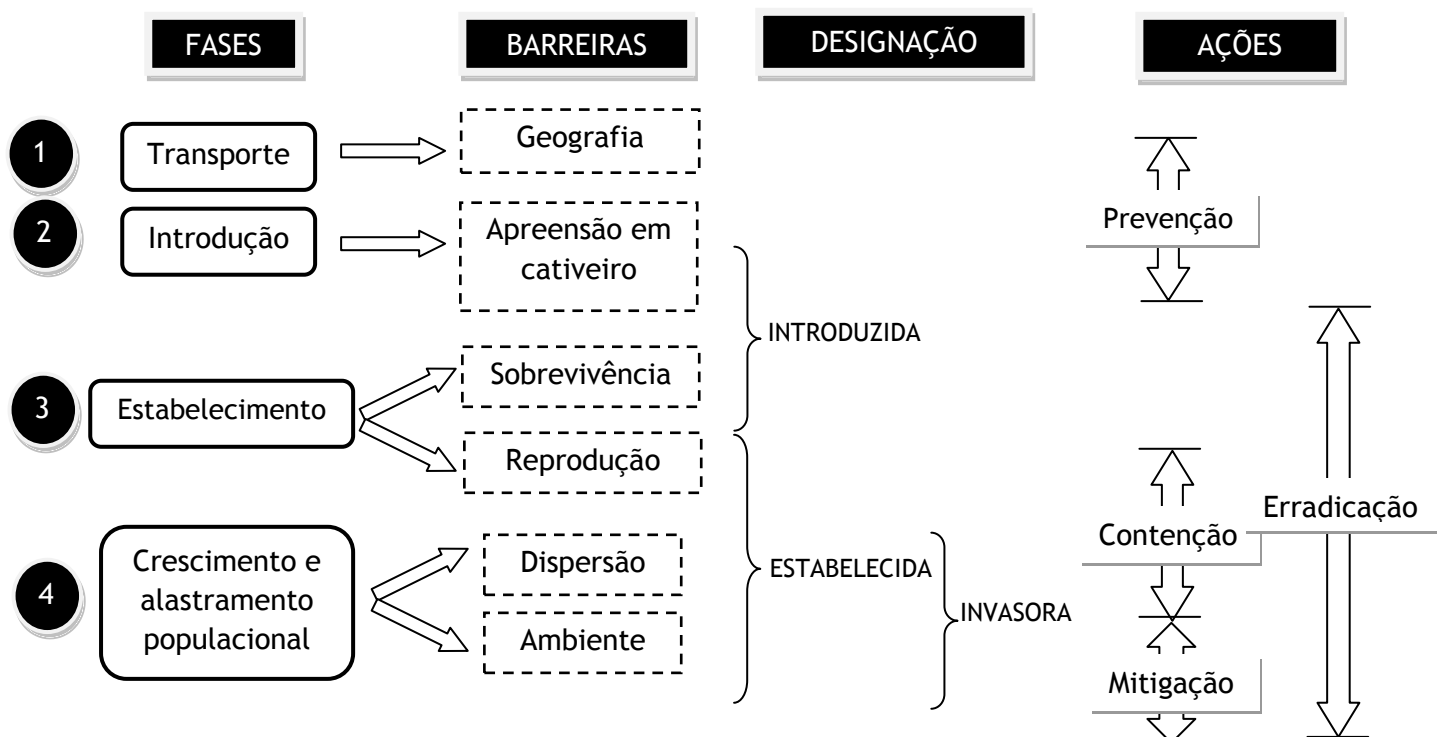 FASES
BARREIRAS
DESIGNAÇÃO
AÇÕES
1
Transporte
Geografia
2
Introdução
Apreensão em
cativeiro
Prevenção
INTRODUZIDA
3
Estabelecimento
Sobrevivência
Reprodução
Contenção
Erradicação
4
Crescimento e
alastramento
populacional
Dispersão
Ambiente
ESTABELECIDA
INVASORA
Mitigação